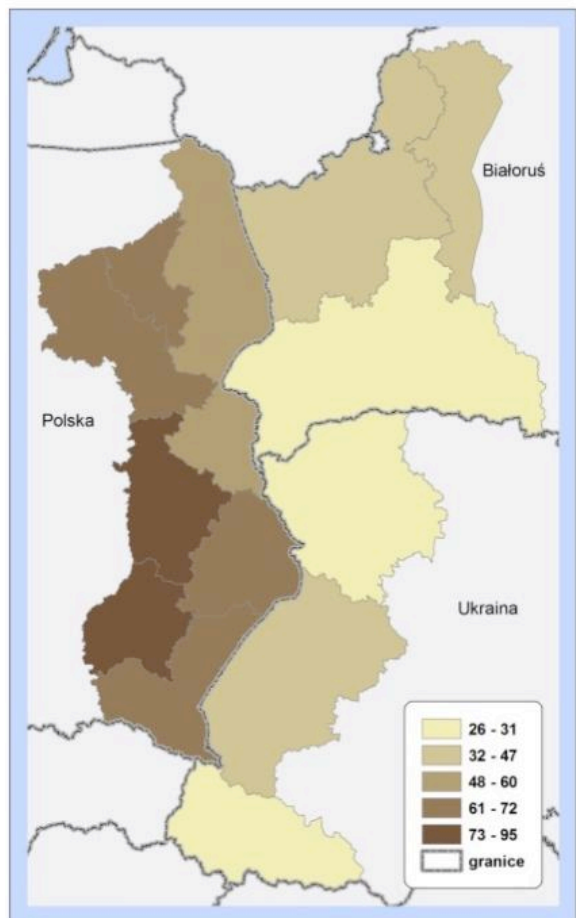 Białoruś
Polska
Ukraina
26 - 31
32 - 47
48 - 60
61 - 72
73 - 95
granice